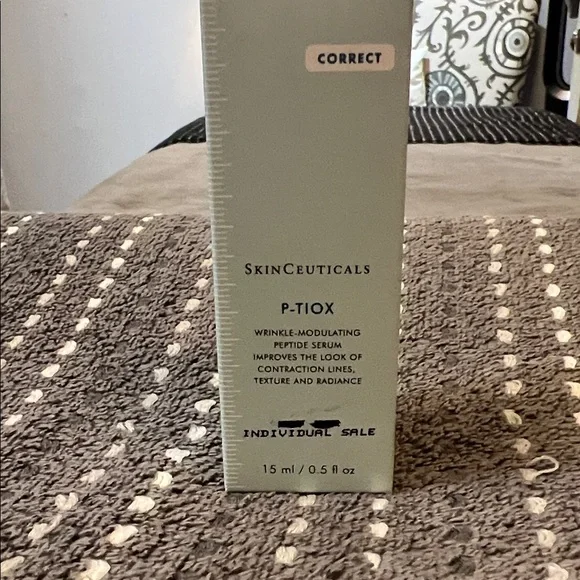 CORRECT
SKINCEUTICALS
P-TIOX
WRINKLE-MODULATING
PEPTIDE SERUM
IMPROVES THE LOOK OF
CONTRACTION LINES,
TEXTURE AND RADIANCE
INDIVIDUAL SALE
15 ml / 0.5 fl oz